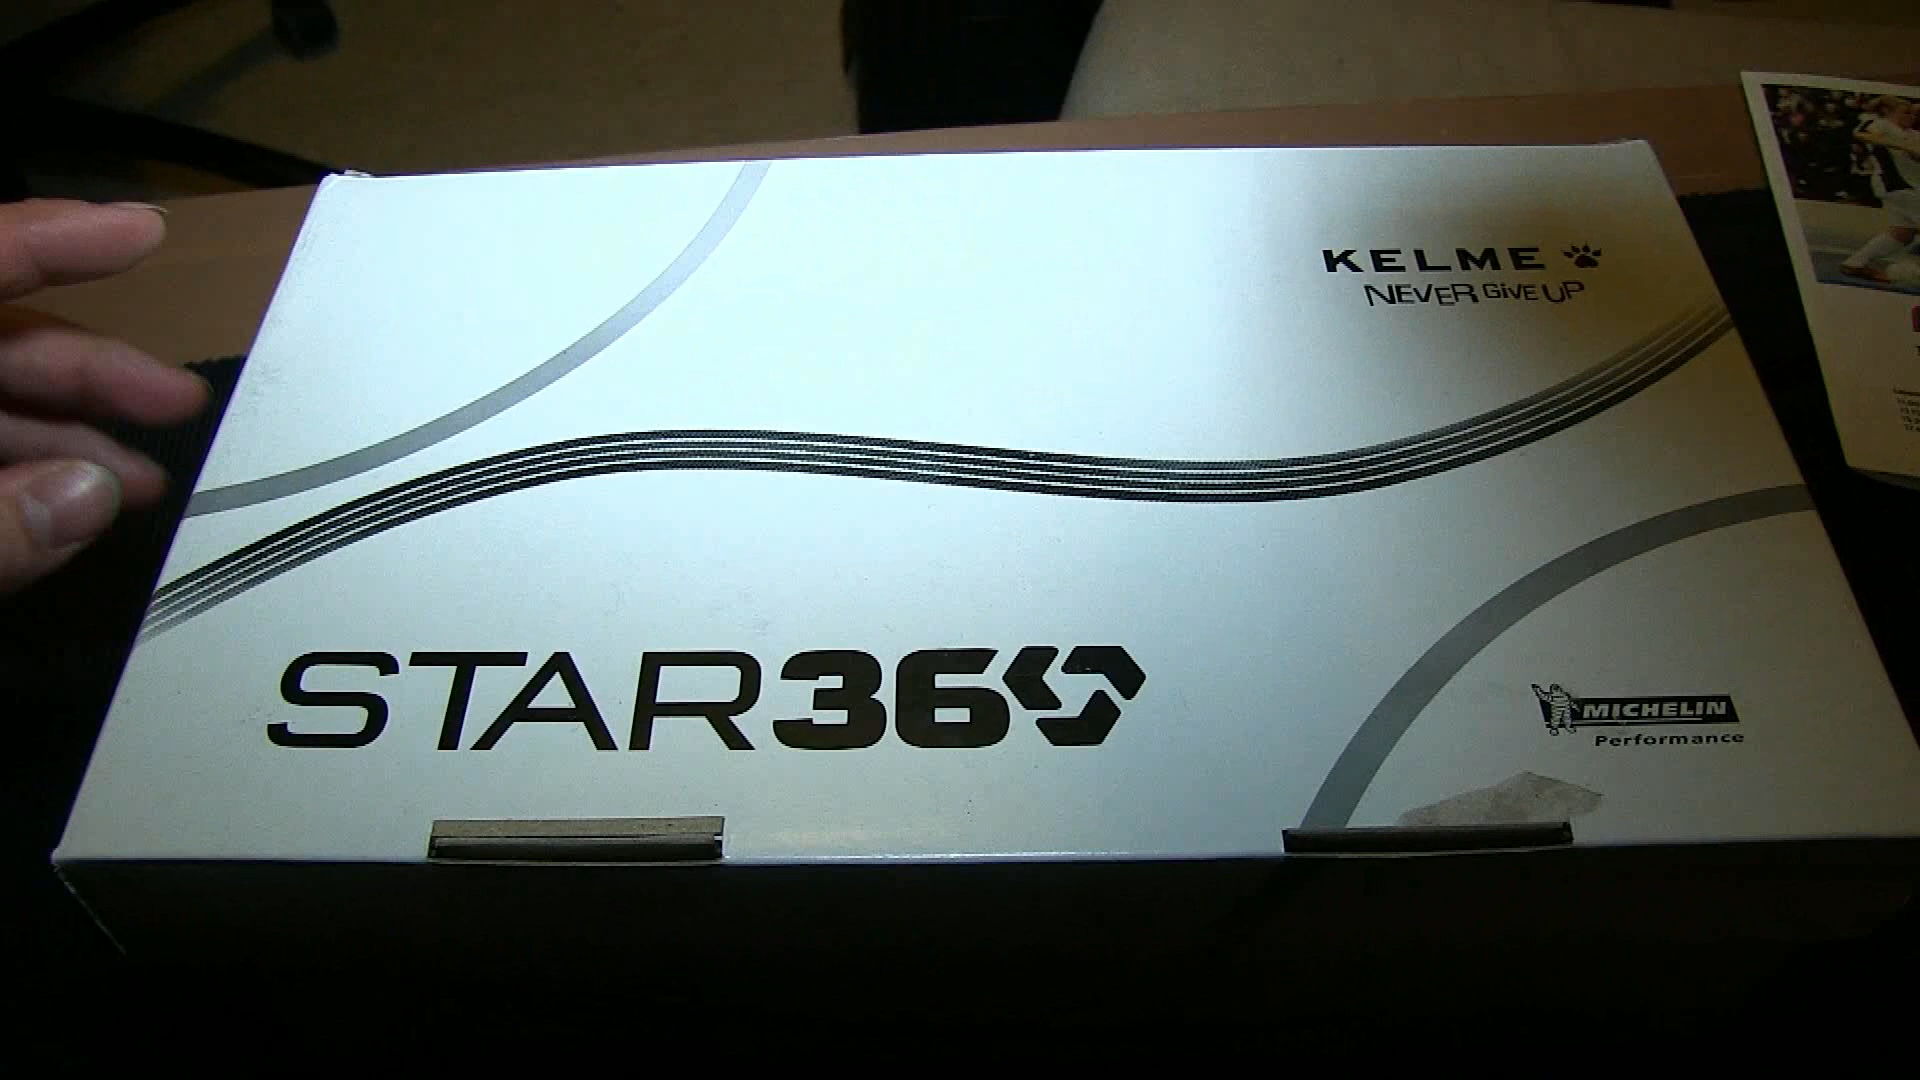 KELME
NEVER GiVE UP
STAR360
MICHELIN
Performance